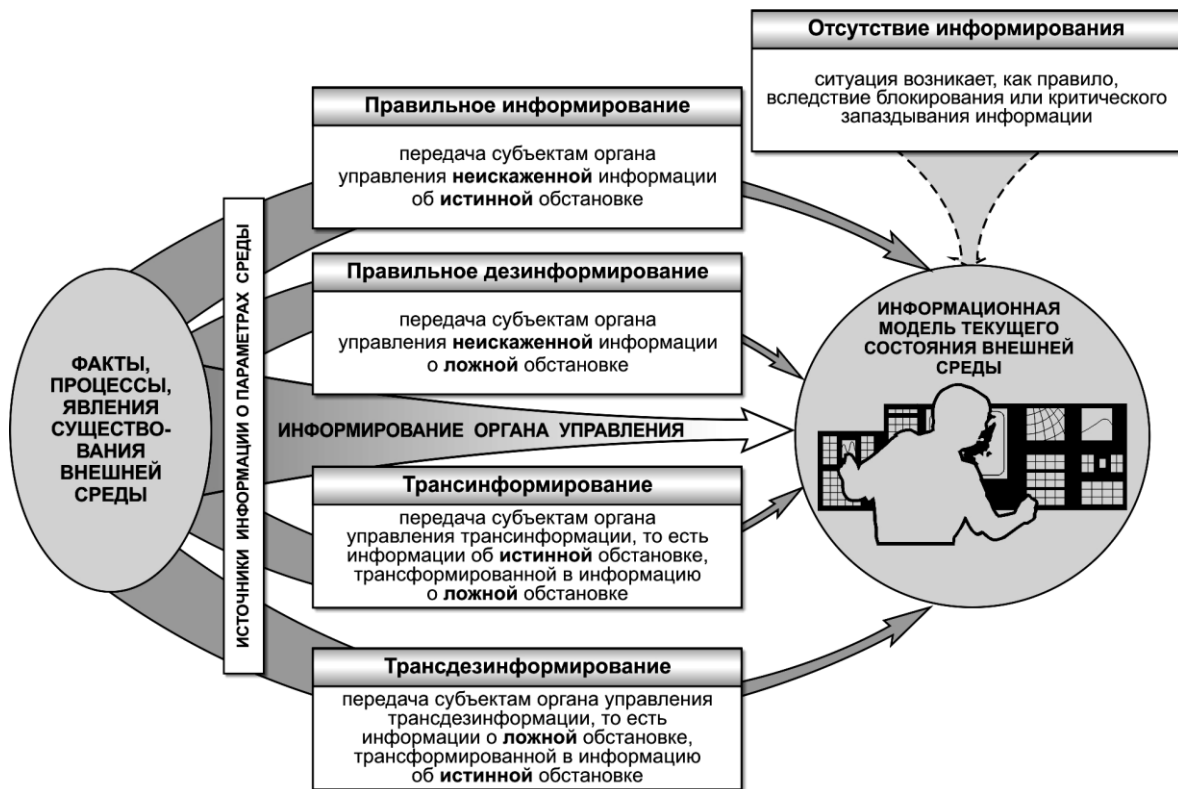 Отсутствие информирования
ситуация возникает, как правило,
вследствие блокирования или критического
запаздывания информации
Правильное информирование
передача субъектам органа
управления неискаженной информации
об истинной обстановке
Правильное дезинформирование
передача субъектам органа
управления неискаженной информации
о ложной обстановке
ФАКТЫ,
ПРОЦЕССЫ,
ЯВЛЕНИЯ
СУЩЕСТВО-
ВАНИЯ
ВНЕШНЕЙ
СРЕДЫ
ИСТОЧНИКИ ИНФОРМАЦИИ О ПАРАМЕТРАХ СРЕДЫ
ИНФОРМИРОВАНИЕ ОРГАНА УПРАВЛЕНИЯ
ИНФОРМАЦИОННАЯ
МОДЕЛЬ ТЕКУЩЕГО
СОСТОЯНИЯ ВНЕШНЕЙ
СРЕДЫ
Трансинформирование
передача субъектам органа
управления трансинформации, то есть
информации об истинной обстановке,
трансформированной в информацию
о ложной обстановке
Трансдезинформирование
передача субъектам органа управления
трансдезинформации, то есть
информации о ложной обстановке,
трансформированной в информацию
об истинной обстановке